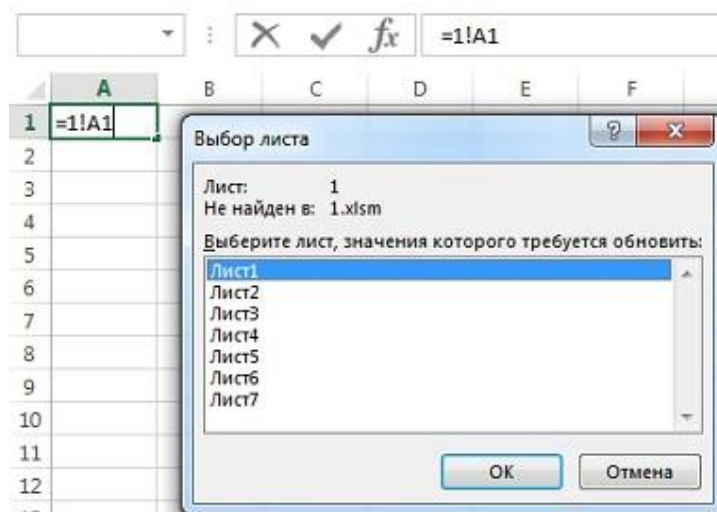 fx =1!A1
A B C D E F
1 =1!A1
2
3
4
5
6
7
8
9
10
11
12
Выбор листа
Лист: 1
Не найден в: 1.xlsm
Выберите лист, значения которого требуется обновить:
Лист1
Лист2
Лист3
Лист4
Лист5
Лист6
Лист7
ОК Отмена